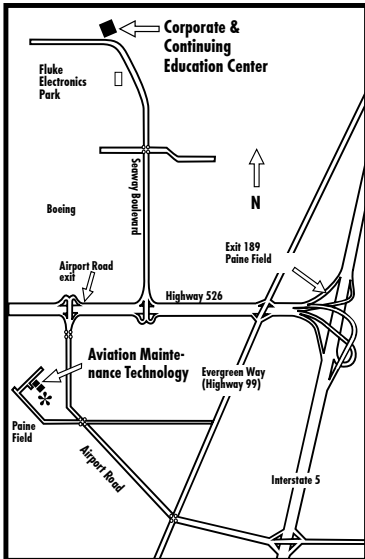 Corporate &
Continuing
Education Center
Fluke
Electronics
Park
Seaway Boulevard
N
Boeing
Exit 189
Paine Field
Airport Road
exit
Highway 526
Aviation Mainte-
nance Technology
Evergreen Way
(Highway 99)
Paine
Field
Airport Road
Interstate 5